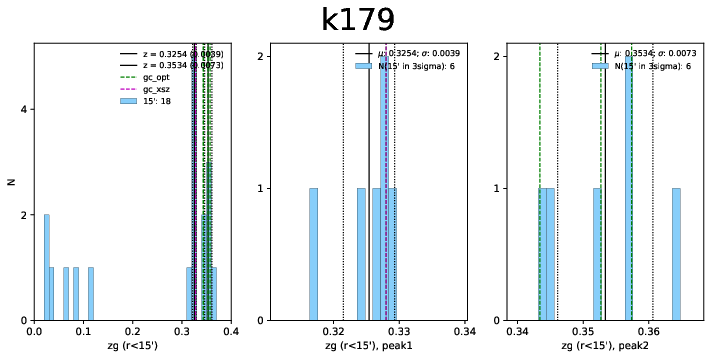 k179
z = 0.3254 (0.0039)
z = 0.3534 (0.0073)
gc_opt
gc_xsz
15': 18
N
0
2
4
0.0 0.1 0.2 0.3 0.4
zg (r<15')
μ: 0.3254; σ: 0.0039
N(15' in 3sigma): 6
0
1
2
0.32 0.33 0.34
zg (r<15'), peak1
μ: 0.3534; σ: 0.0073
N(15' in 3sigma): 6
0
1
2
0.34 0.35 0.36
zg (r<15'), peak2